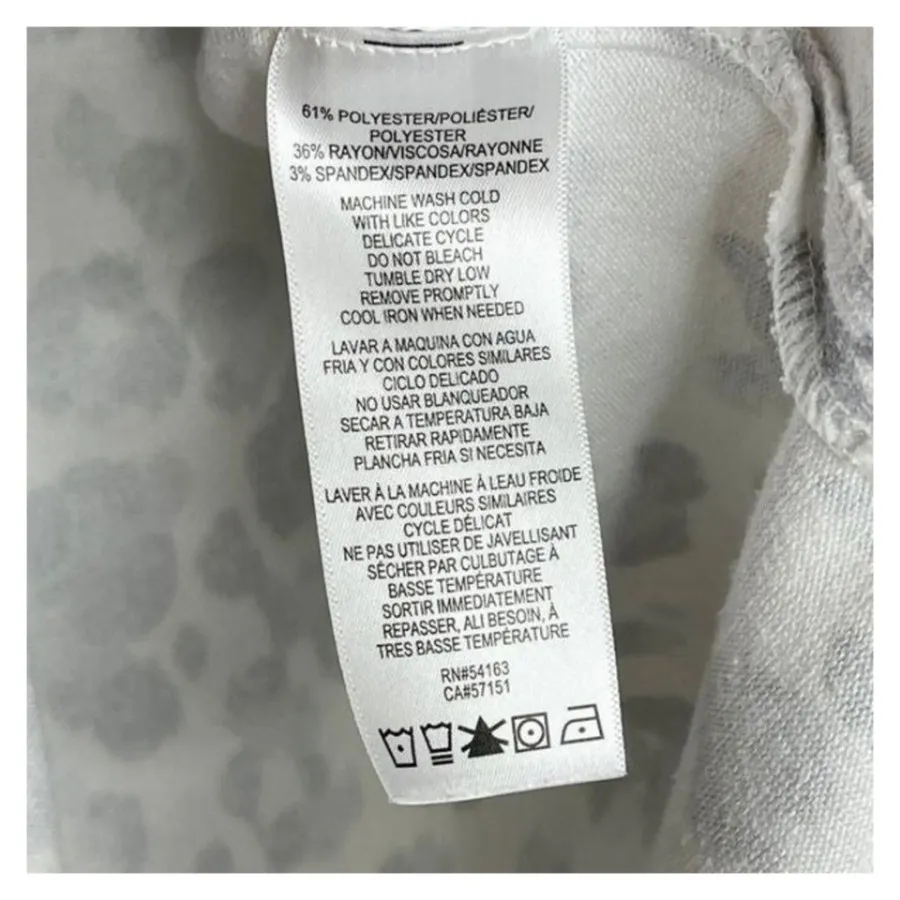 61% POLYESTER/POLIÉSTER/
POLYESTER
36% RAYON/VISCOSA/RAYONNE
3% SPANDEX/SPANDEX/SPANDEX
MACHINE WASH COLD
WITH LIKE COLORS
DELICATE CYCLE
DO NOT BLEACH
TUMBLE DRY LOW
REMOVE PROMPTLY
COOL IRON WHEN NEEDED
LAVAR A MAQUINA CON AGUA
FRIA Y CON COLORES SIMILARES
CICLO DELICADO
NO USAR BLANQUEADOR
SECAR A TEMPERATURA BAJA
RETIRAR RAPIDAMENTE
PLANCHA FRIA SI NECESITA
LAVER À LA MACHINE À LEAU FROIDE
AVEC COULEURS SIMILAIRES
CYCLE DÉLICAT
NE PAS UTILISER DE JAVELLISANT
SÉCHER PAR CULBUTAGE À
BASSE TEMPÉRATURE
SORTIR IMMEDIATEMENT
REPASSER, ALI BESOIN, À
TRES BASSE TEMPÉRATURE
RN#54163
CA#57151